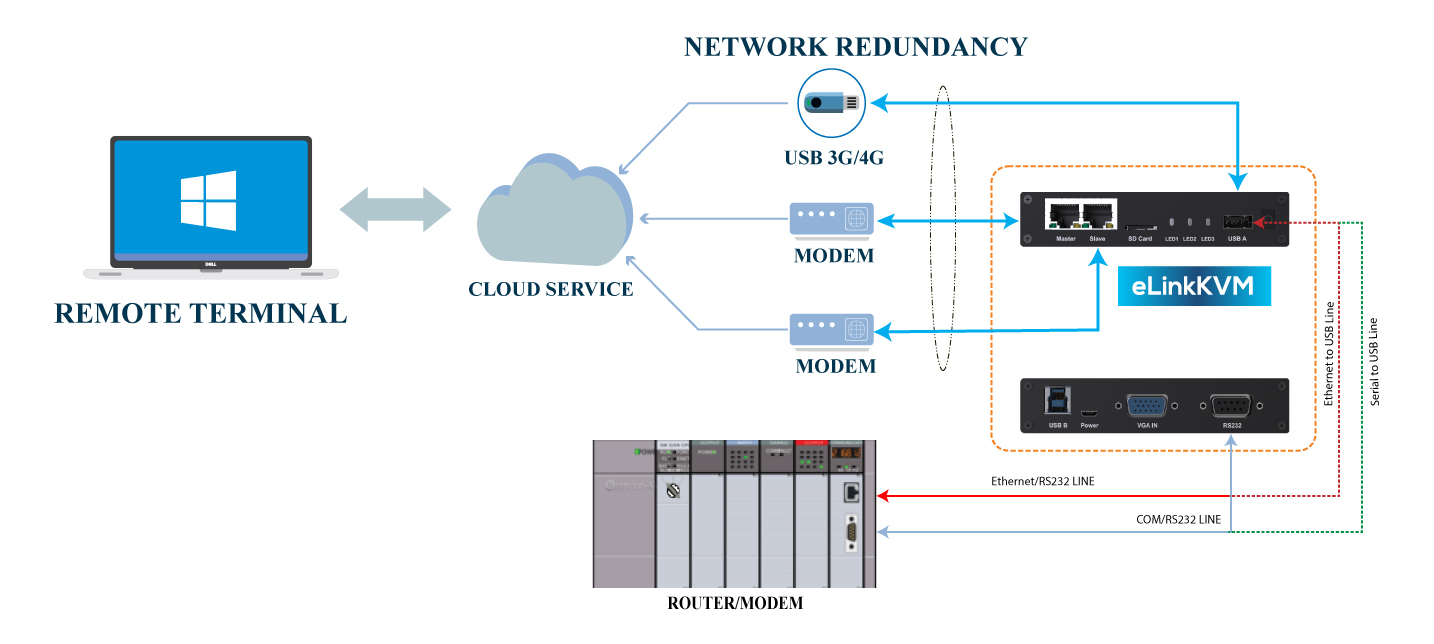 NETWORK REDUNDANCY
USB 3G/4G
DELL
REMOTE TERMINAL
CLOUD SERVICE
MODEM
MODEM
Master
Slave
SD Card
LED1
LED2
LED3
USB A
eLinkKVM
Ethernet to USB Line
Serial to USB Line
USB B
Power
VGA IN
RS232
Ethernet/RS232 LINE
COM/RS232 LINE
ROUTER/MODEM